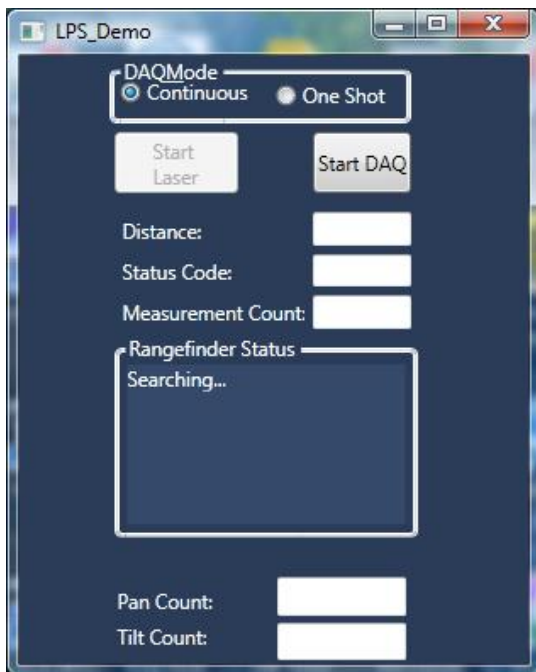 LPS_Demo
DAQMode
Continuous One Shot
Start
Laser
Start DAQ
Distance:
Status Code:
Measurement Count:
Rangefinder Status
Searching...
Pan Count:
Tilt Count: